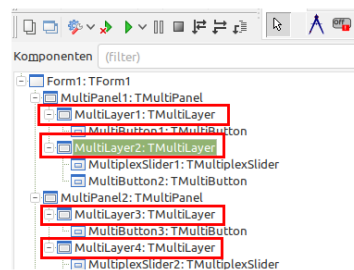 Komponenten (filter)
Form1: TForm1
MultiPanel1: TMultiPanel
MultiLayer1: TMultiLayer
MultiButton1: TMultiButton
MultiLayer2: TMultiLayer
MultiplexSlider1: TMultiplexSlider
MultiButton2: TMultiButton
MultiPanel2: TMultiPanel
MultiLayer3: TMultiLayer
MultiButton3: TMultiButton
MultiLayer4: TMultiLayer
MultiplexSlider2: TMultiplexSlider